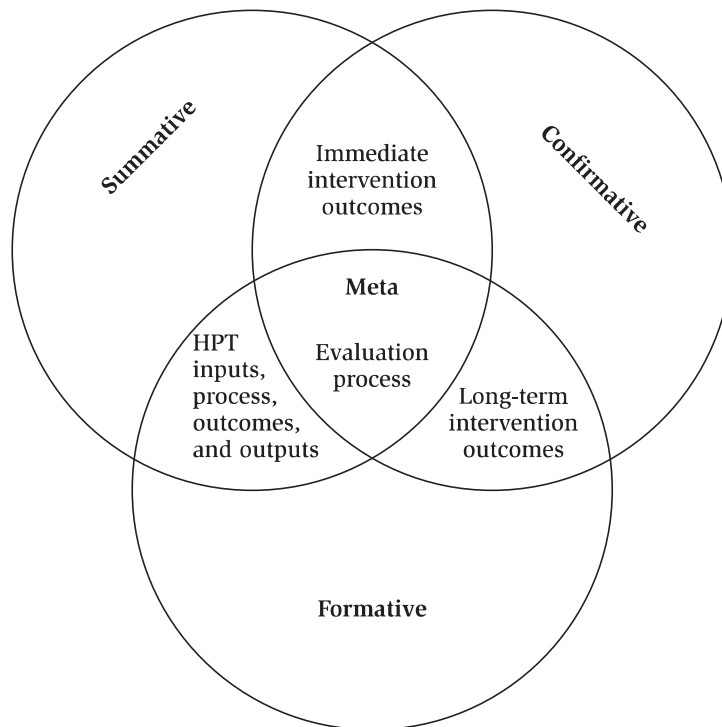 Summative
Confirmative
Immediate
intervention
outcomes
Meta
Evaluation
process
HPT
inputs,
process,
outcomes,
and outputs
Long-term
intervention
outcomes
Formative